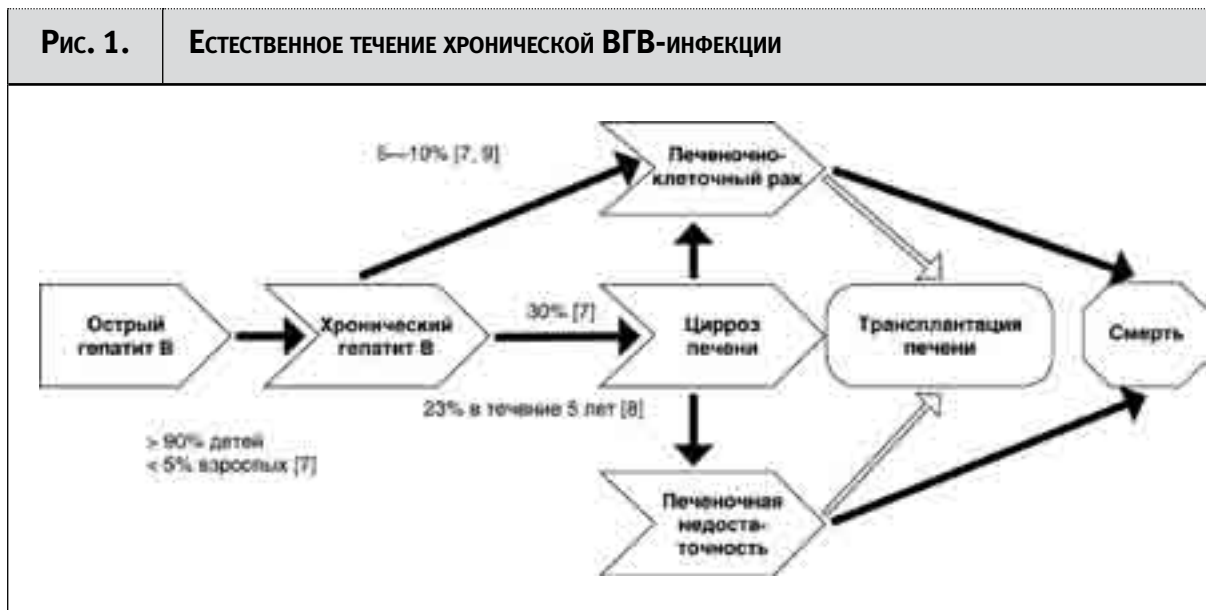 Рис. 1.
Естественное течение хронической ВГВ-инфекции
5—10% [7, 9]
Печеночно-
клеточный рак
Острый
гепатит В
Хронический
гепатит В
30% [7]
Цирроз
печени
Трансплантация
печени
Смерть
23% в течение 5 лет [8]
> 90% детей
< 5% взрослых [7]
Печеночная
недоста-
точность